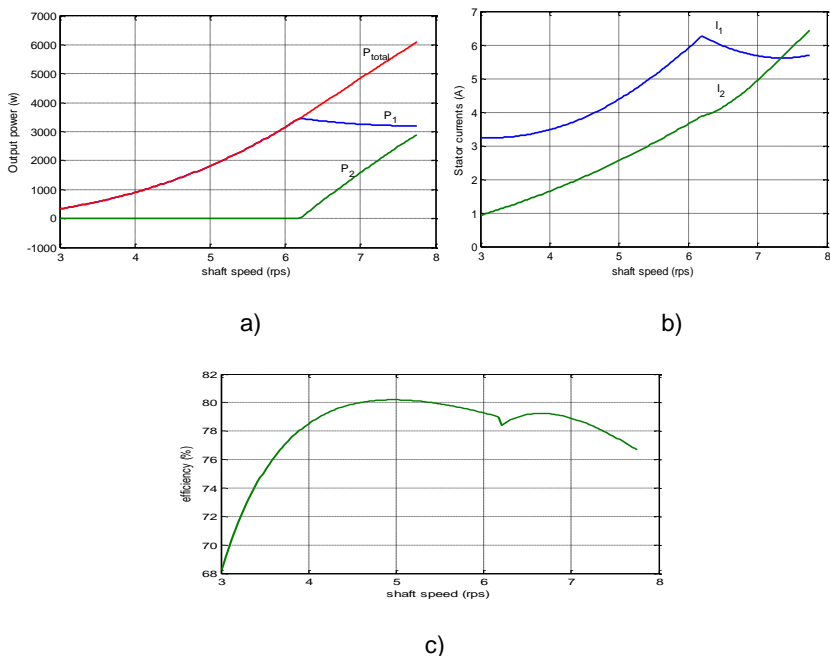 7000
6000
5000
4000
3000
2000
1000
0
-1000
Output power (w)
P_total
P_1
P_2
3 4 5 6 7 8
shaft speed (rps)
a)
7
6
5
4
3
2
1
0
Stator currents (A)
I_1
I_2
3 4 5 6 7 8
shaft speed (rps)
b)
82
80
78
76
74
72
70
68
efficiency (%)
3 4 5 6 7 8
shaft speed (rps)
c)